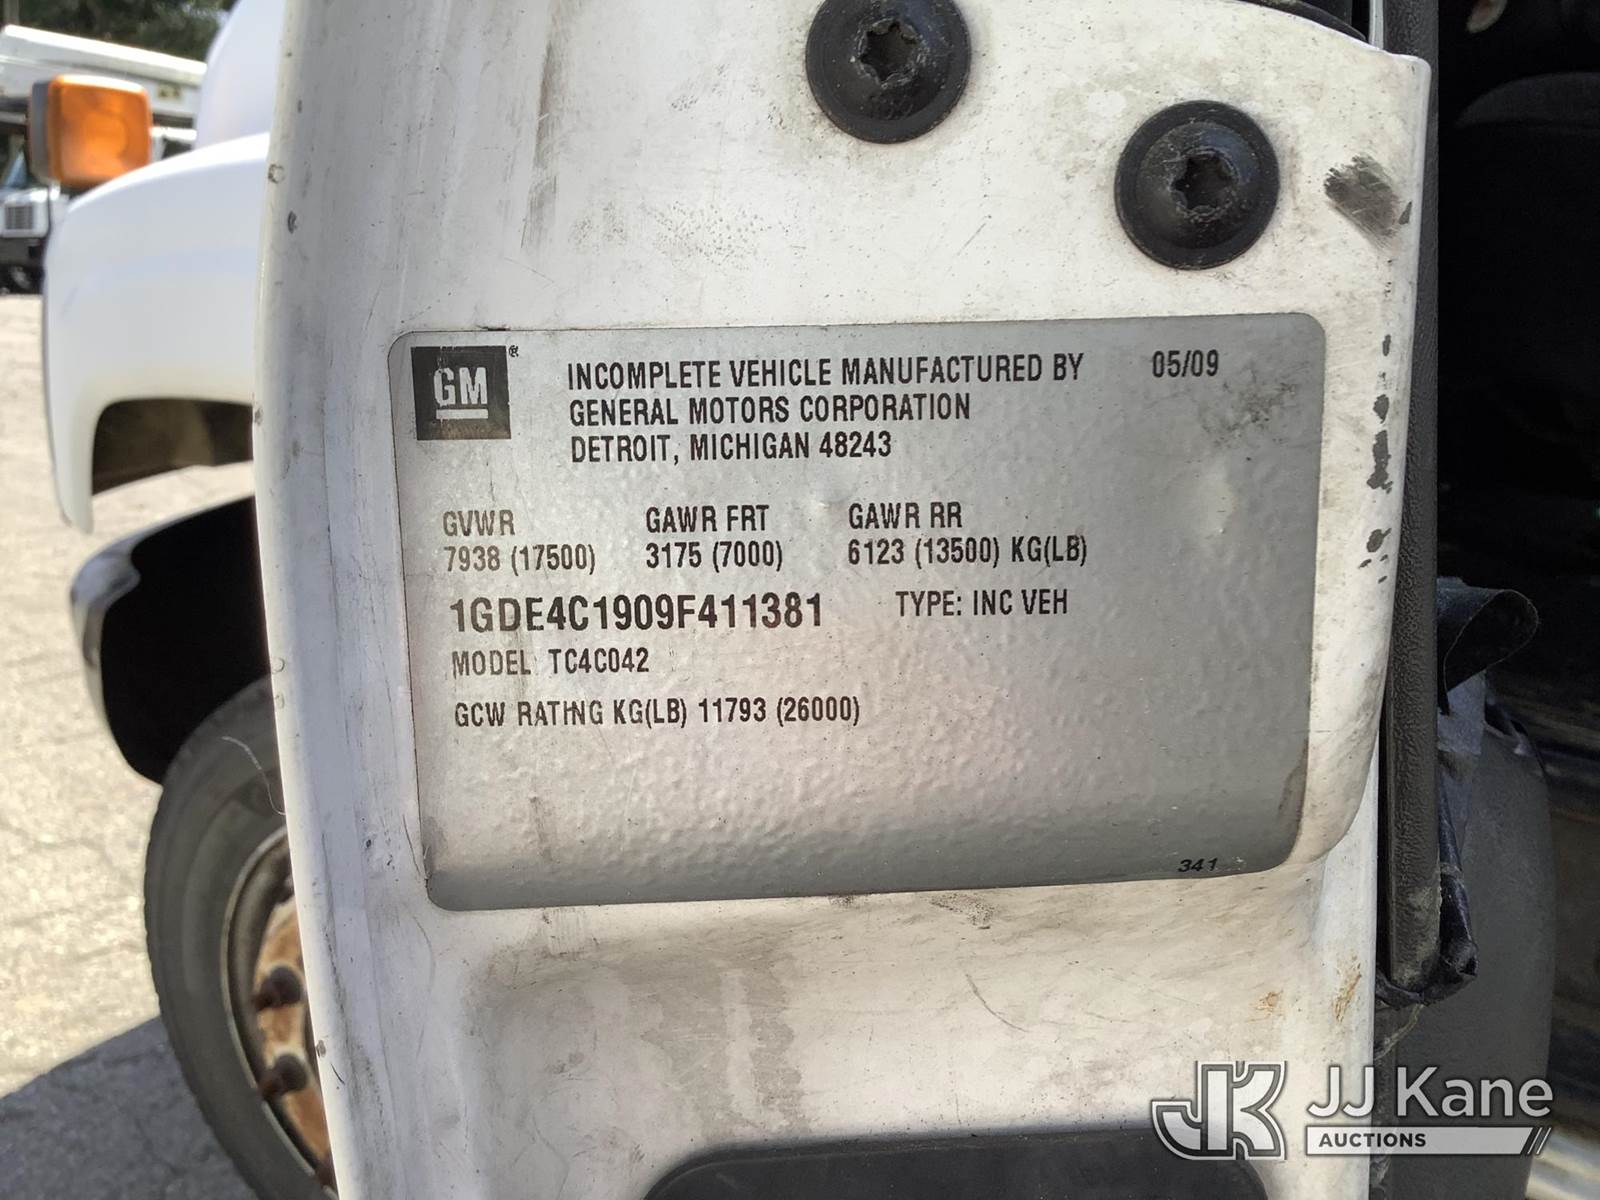 GM®
INCOMPLETE VEHICLE MANUFACTURED BY 05/09
GENERAL MOTORS CORPORATION
DETROIT, MICHIGAN 48243
GVWR GAWR FRT GAWR RR
7938 (17500) 3175 (7000) 6123 (13500) KG(LB)
1GDE4C1909F411381 TYPE: INC VEH
MODEL TC4C042
GCW RATING KG(LB) 11793 (26000)
341
JK JJ Kane
AUCTIONS